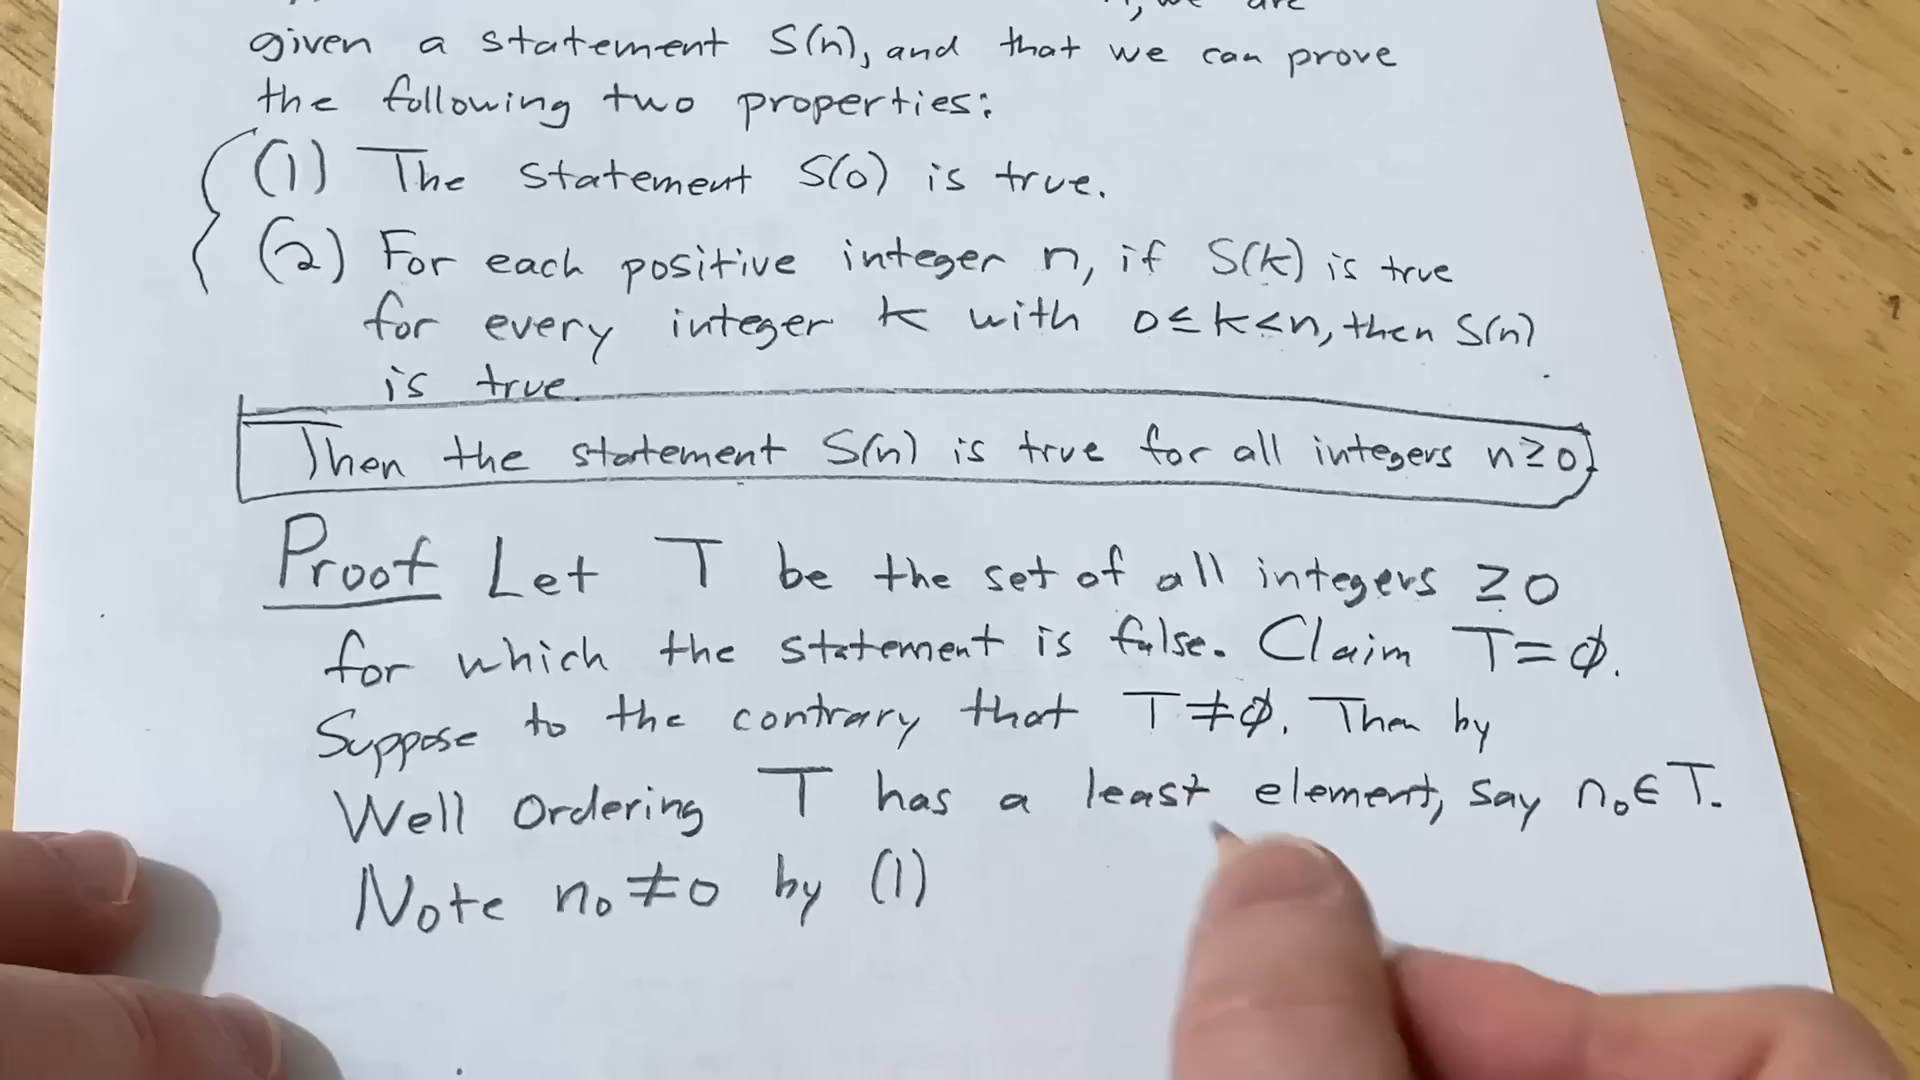 we are
given a statement S(n), and that we can prove
the following two properties:
(1) The statement S(0) is true.
(2) For each positive integer n, if S(k) is true
for every integer k with 0≤k<n, then S(n)
is true.
Then the statement S(n) is true for all integers n≥0.
Proof Let T be the set of all integers ≥0
for which the statement is false. Claim T=∅.
Suppose to the contrary that T≠∅. Then by
Well Ordering T has a least element, say n₀∈T.
Note n₀≠0 by (1)